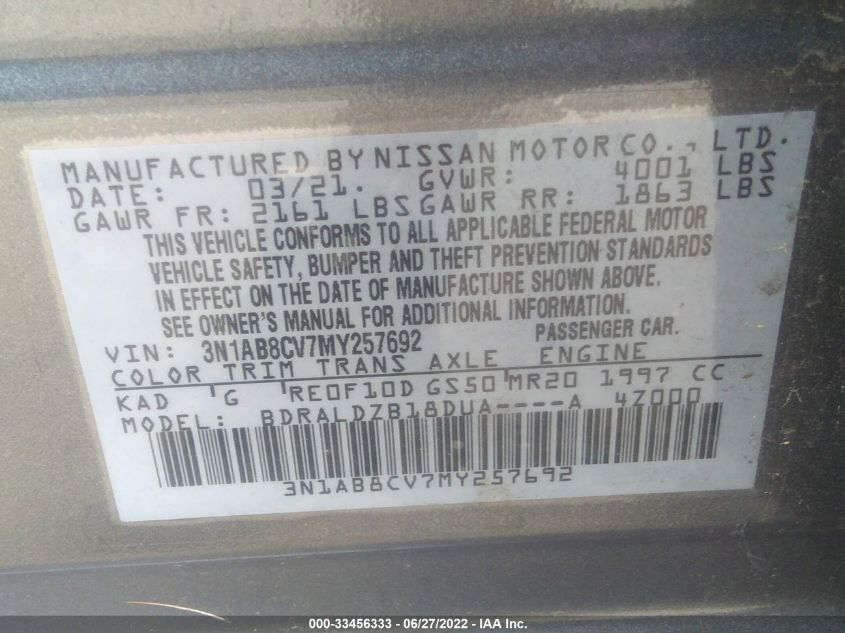 MANUFACTURED BY NISSAN MOTOR CO., LTD.
DATE: 03/21. GVWR: 4001 LBS
GAWR FR: 2161 LBS GAWR RR: 1863 LBS
THIS VEHICLE CONFORMS TO ALL APPLICABLE FEDERAL MOTOR
VEHICLE SAFETY, BUMPER AND THEFT PREVENTION STANDARDS
IN EFFECT ON THE DATE OF MANUFACTURE SHOWN ABOVE.
SEE OWNER'S MANUAL FOR ADDITIONAL INFORMATION.
VIN: 3N1AB8CV7MY257692 PASSENGER CAR.
COLOR TRIM TRANS AXLE ENGINE
KAD G RE0F10D GS50 MR20 1997 CC
MODEL: BDRALDZB18DUA----A 4Z000
3N1AB8CV7MY257692
000-33456333 - 06/27/2022 - IAA Inc.